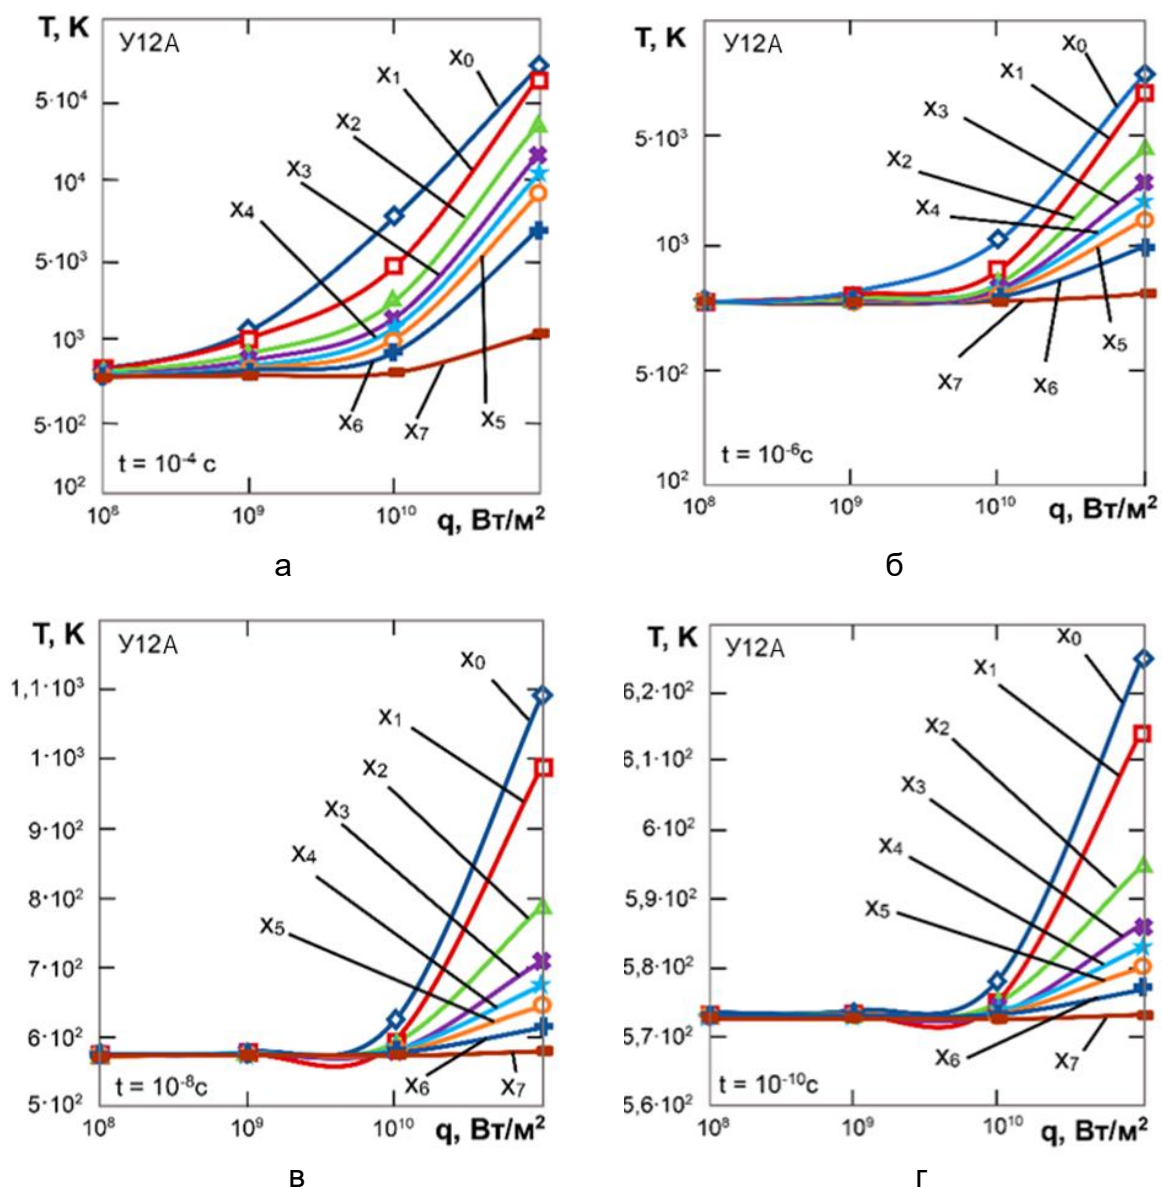 T, K
У12А
x₀
x₁
x₂
x₃
x₄
5·10⁴
10⁴
5·10³
10³
5·10²
10²
x₆
x₇
x₅
t = 10⁻⁴ с
10⁸
10⁹
10¹⁰
q, Вт/м²
а
T, K
У12А
x₀
x₁
x₃
x₂
x₄
5·10³
10³
5·10²
10²
x₅
x₇
x₆
t = 10⁻⁶с
10⁸
10⁹
10¹⁰
q, Вт/м²
б
T, K
У12А
x₀
x₁
x₂
x₃
x₄
x₅
1,1·10³
1·10³
9·10²
8·10²
7·10²
6·10²
5·10²
t = 10⁻⁸с
x₆
x₇
10⁸
10⁹
10¹⁰
q, Вт/м²
в
T, K
У12А
x₀
x₁
x₂
x₃
x₄
x₅
6,2·10²
6,1·10²
6·10²
5,9·10²
5,8·10²
5,7·10²
5,6·10²
x₆
x₇
t = 10⁻¹⁰с
10⁸
10⁹
10¹⁰
q, Вт/м²
г